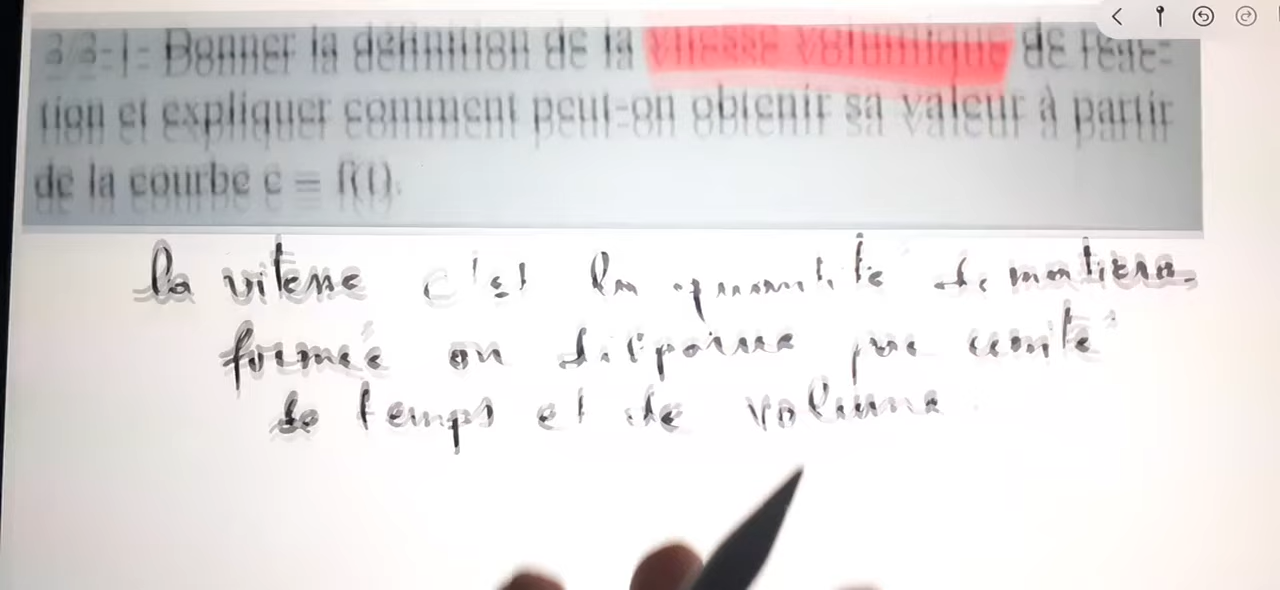 3/3-1- Donner la définition de la vitesse volumique de réac-
tion et expliquer comment peut-on obtenir sa valeur à partir
de la courbe c = f(t).
la vitesse c'est la quantité de matière
formée ou disparue par unité
de temps et de volume.